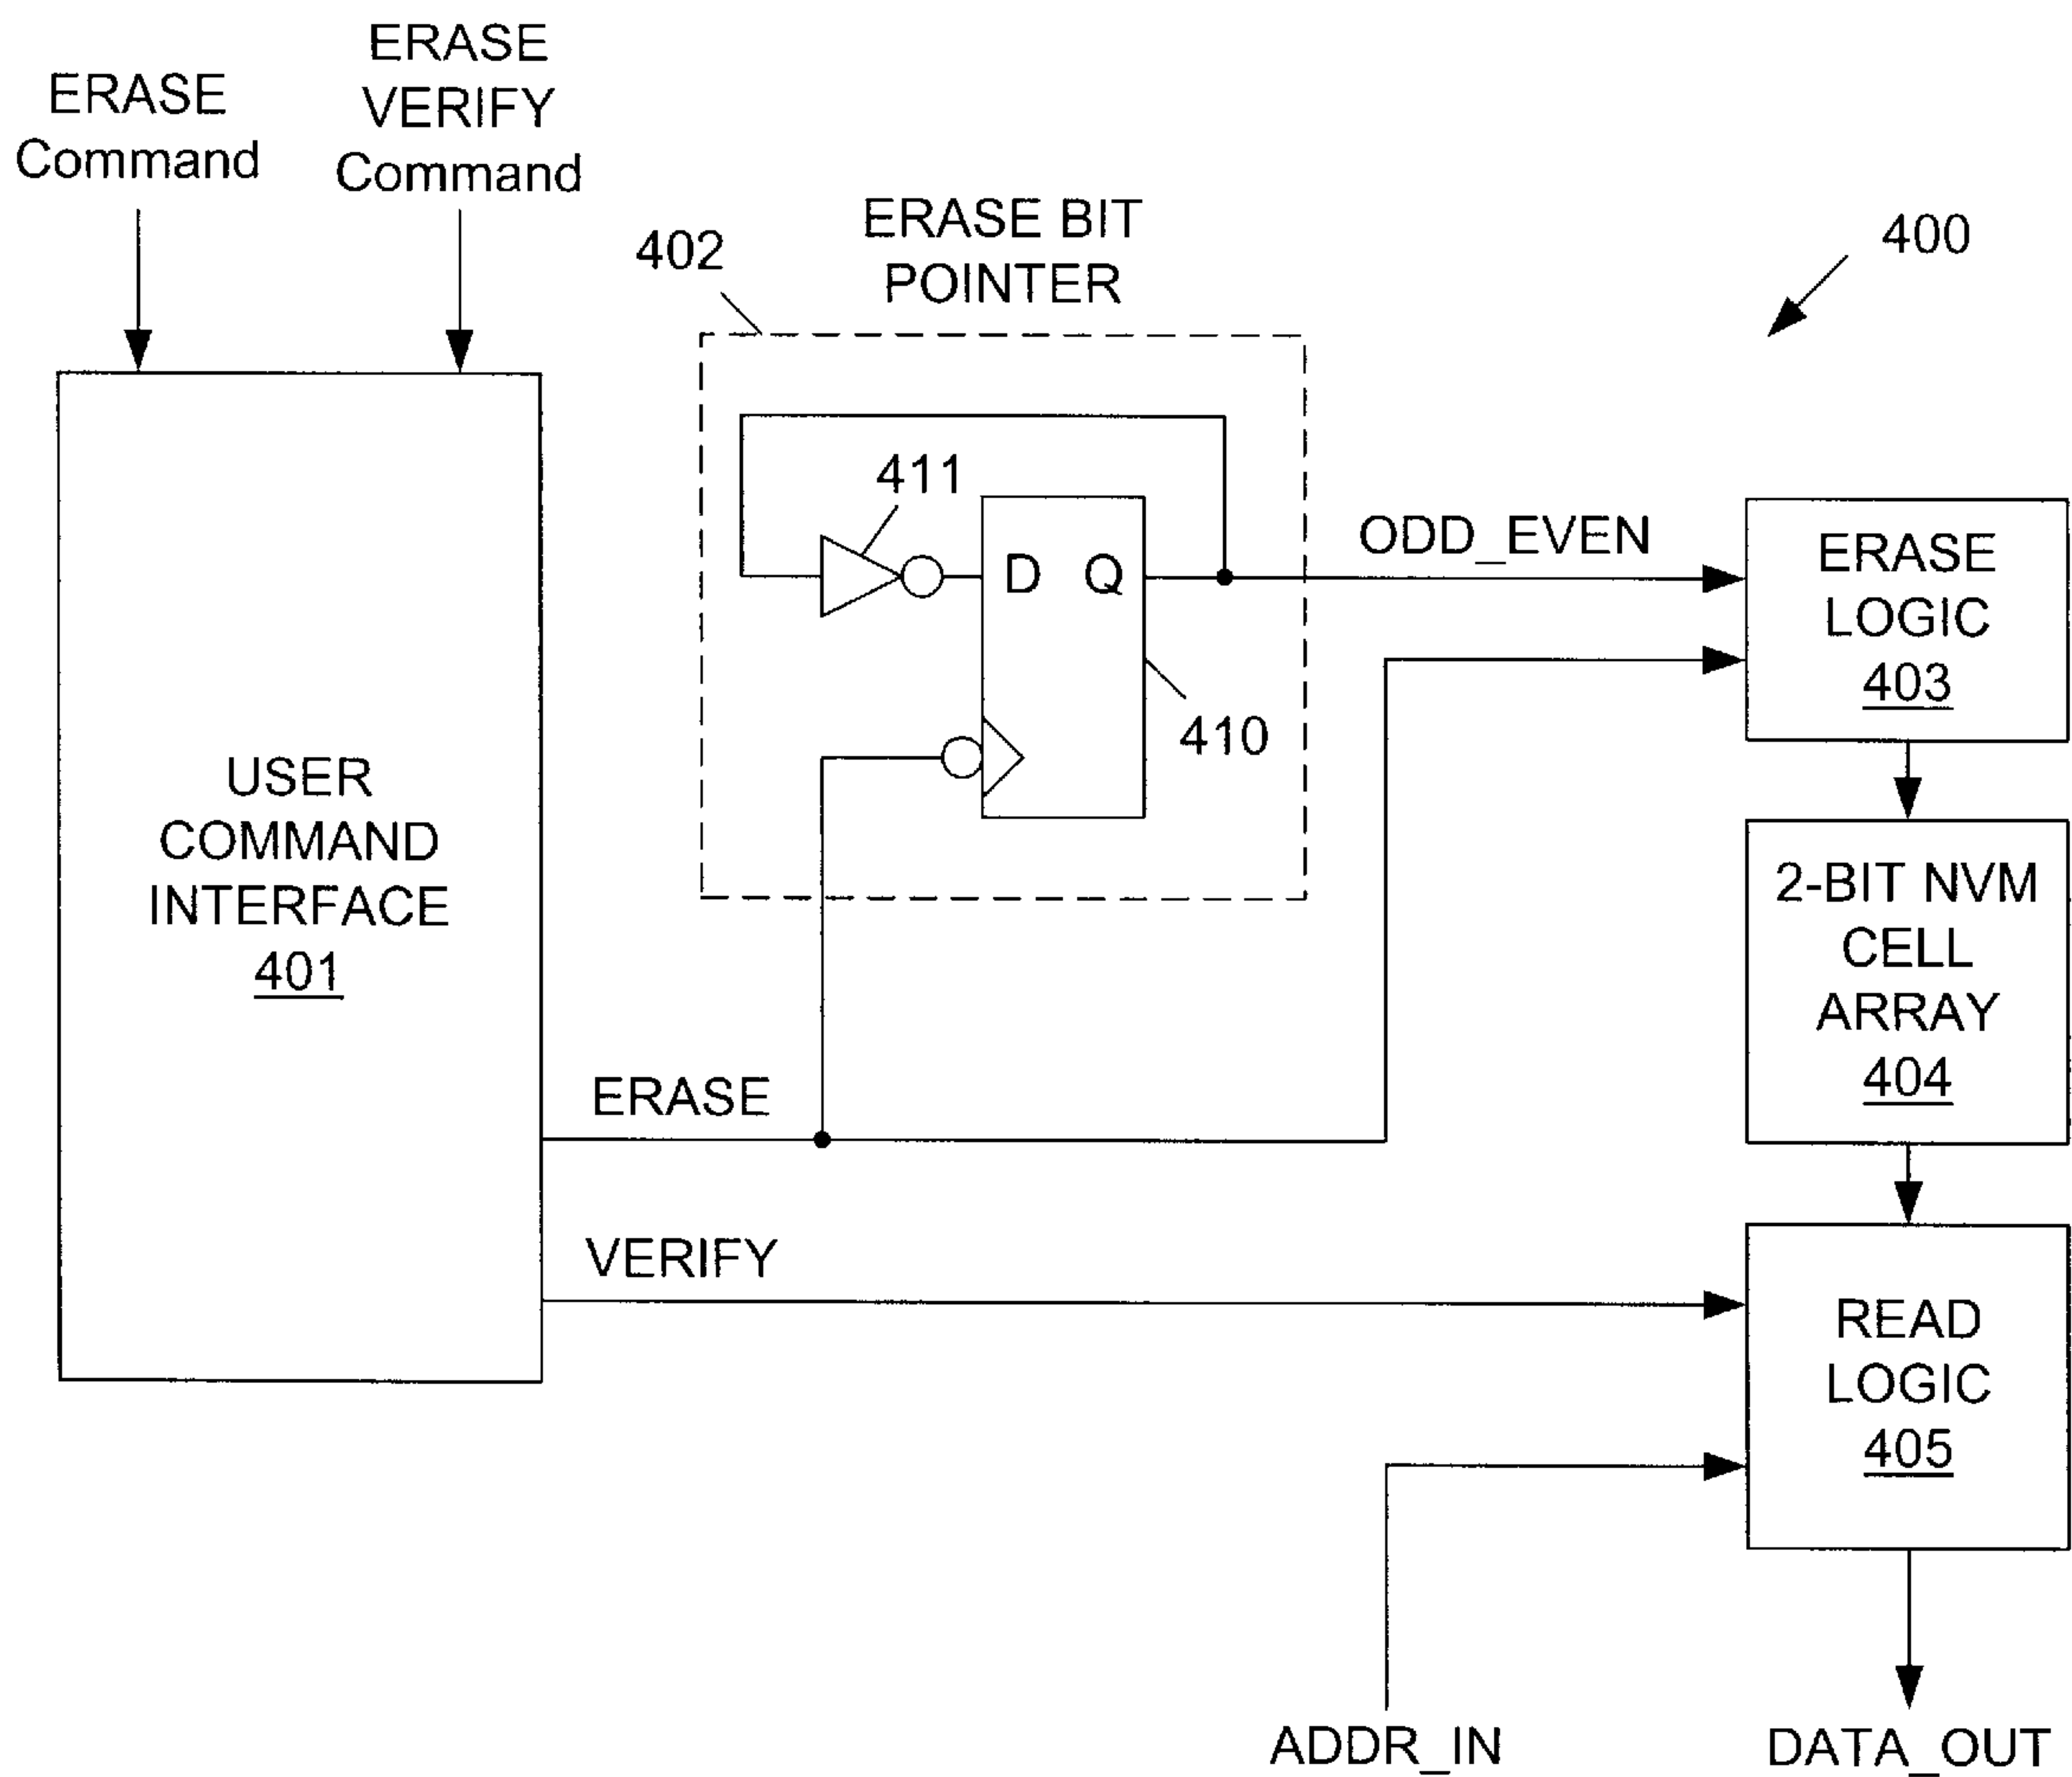 ERASE
Command
ERASE
VERIFY
Command
ERASE BIT
POINTER
402
400
411
D Q
410
ODD_EVEN
ERASE
LOGIC
403
USER
COMMAND
INTERFACE
401
2-BIT NVM
CELL
ARRAY
404
ERASE
VERIFY
READ
LOGIC
405
ADDR_IN
DATA_OUT